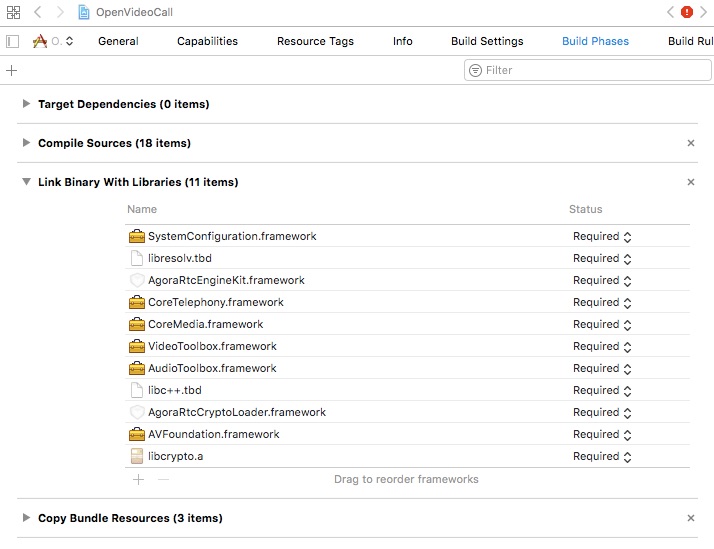 OpenVideoCall
O.
General Capabilities Resource Tags Info Build Settings Build Phases Build Rul
Filter
Target Dependencies (0 items)
Compile Sources (18 items)
Link Binary With Libraries (11 items)
Name Status
SystemConfiguration.framework Required
libresolv.tbd Required
AgoraRtcEngineKit.framework Required
CoreTelephony.framework Required
CoreMedia.framework Required
VideoToolbox.framework Required
AudioToolbox.framework Required
libc++.tbd Required
AgoraRtcCryptoLoader.framework Required
AVFoundation.framework Required
libcrypto.a Required
Drag to reorder frameworks
Copy Bundle Resources (3 items)